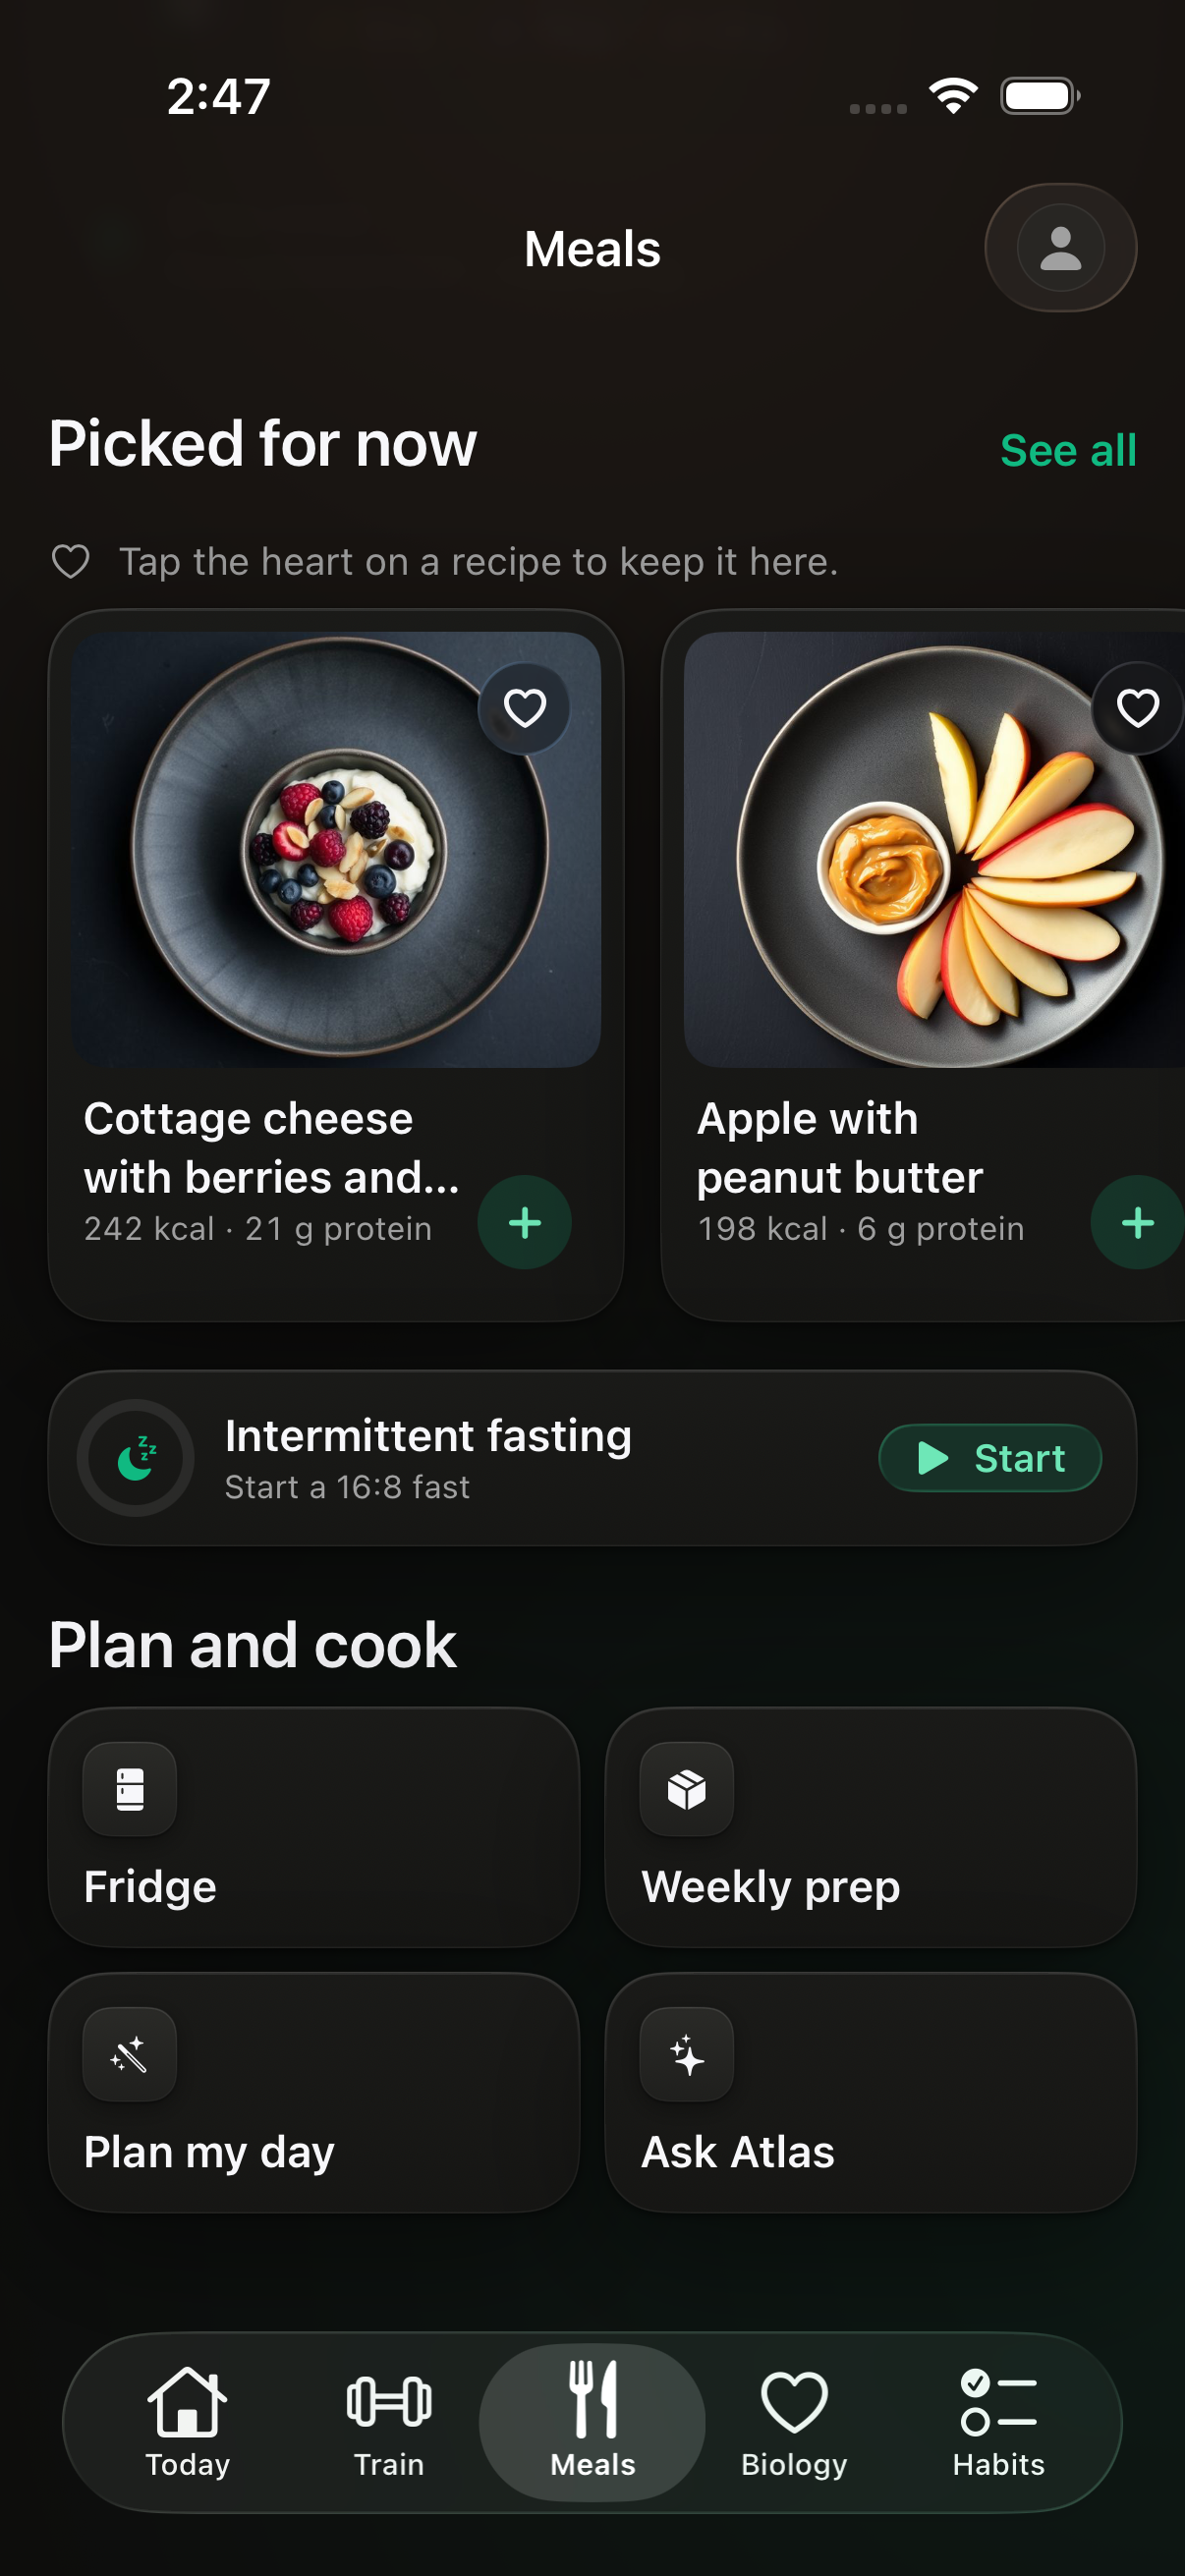 2:47
Meals
Picked for now
See all
Tap the heart on a recipe to keep it here.
Cottage cheese
with berries and...
242 kcal · 21 g protein
Apple with
peanut butter
198 kcal · 6 g protein
Intermittent fasting
Start a 16:8 fast
Start
Plan and cook
Fridge
Weekly prep
Plan my day
Ask Atlas
Today
Train
Meals
Biology
Habits